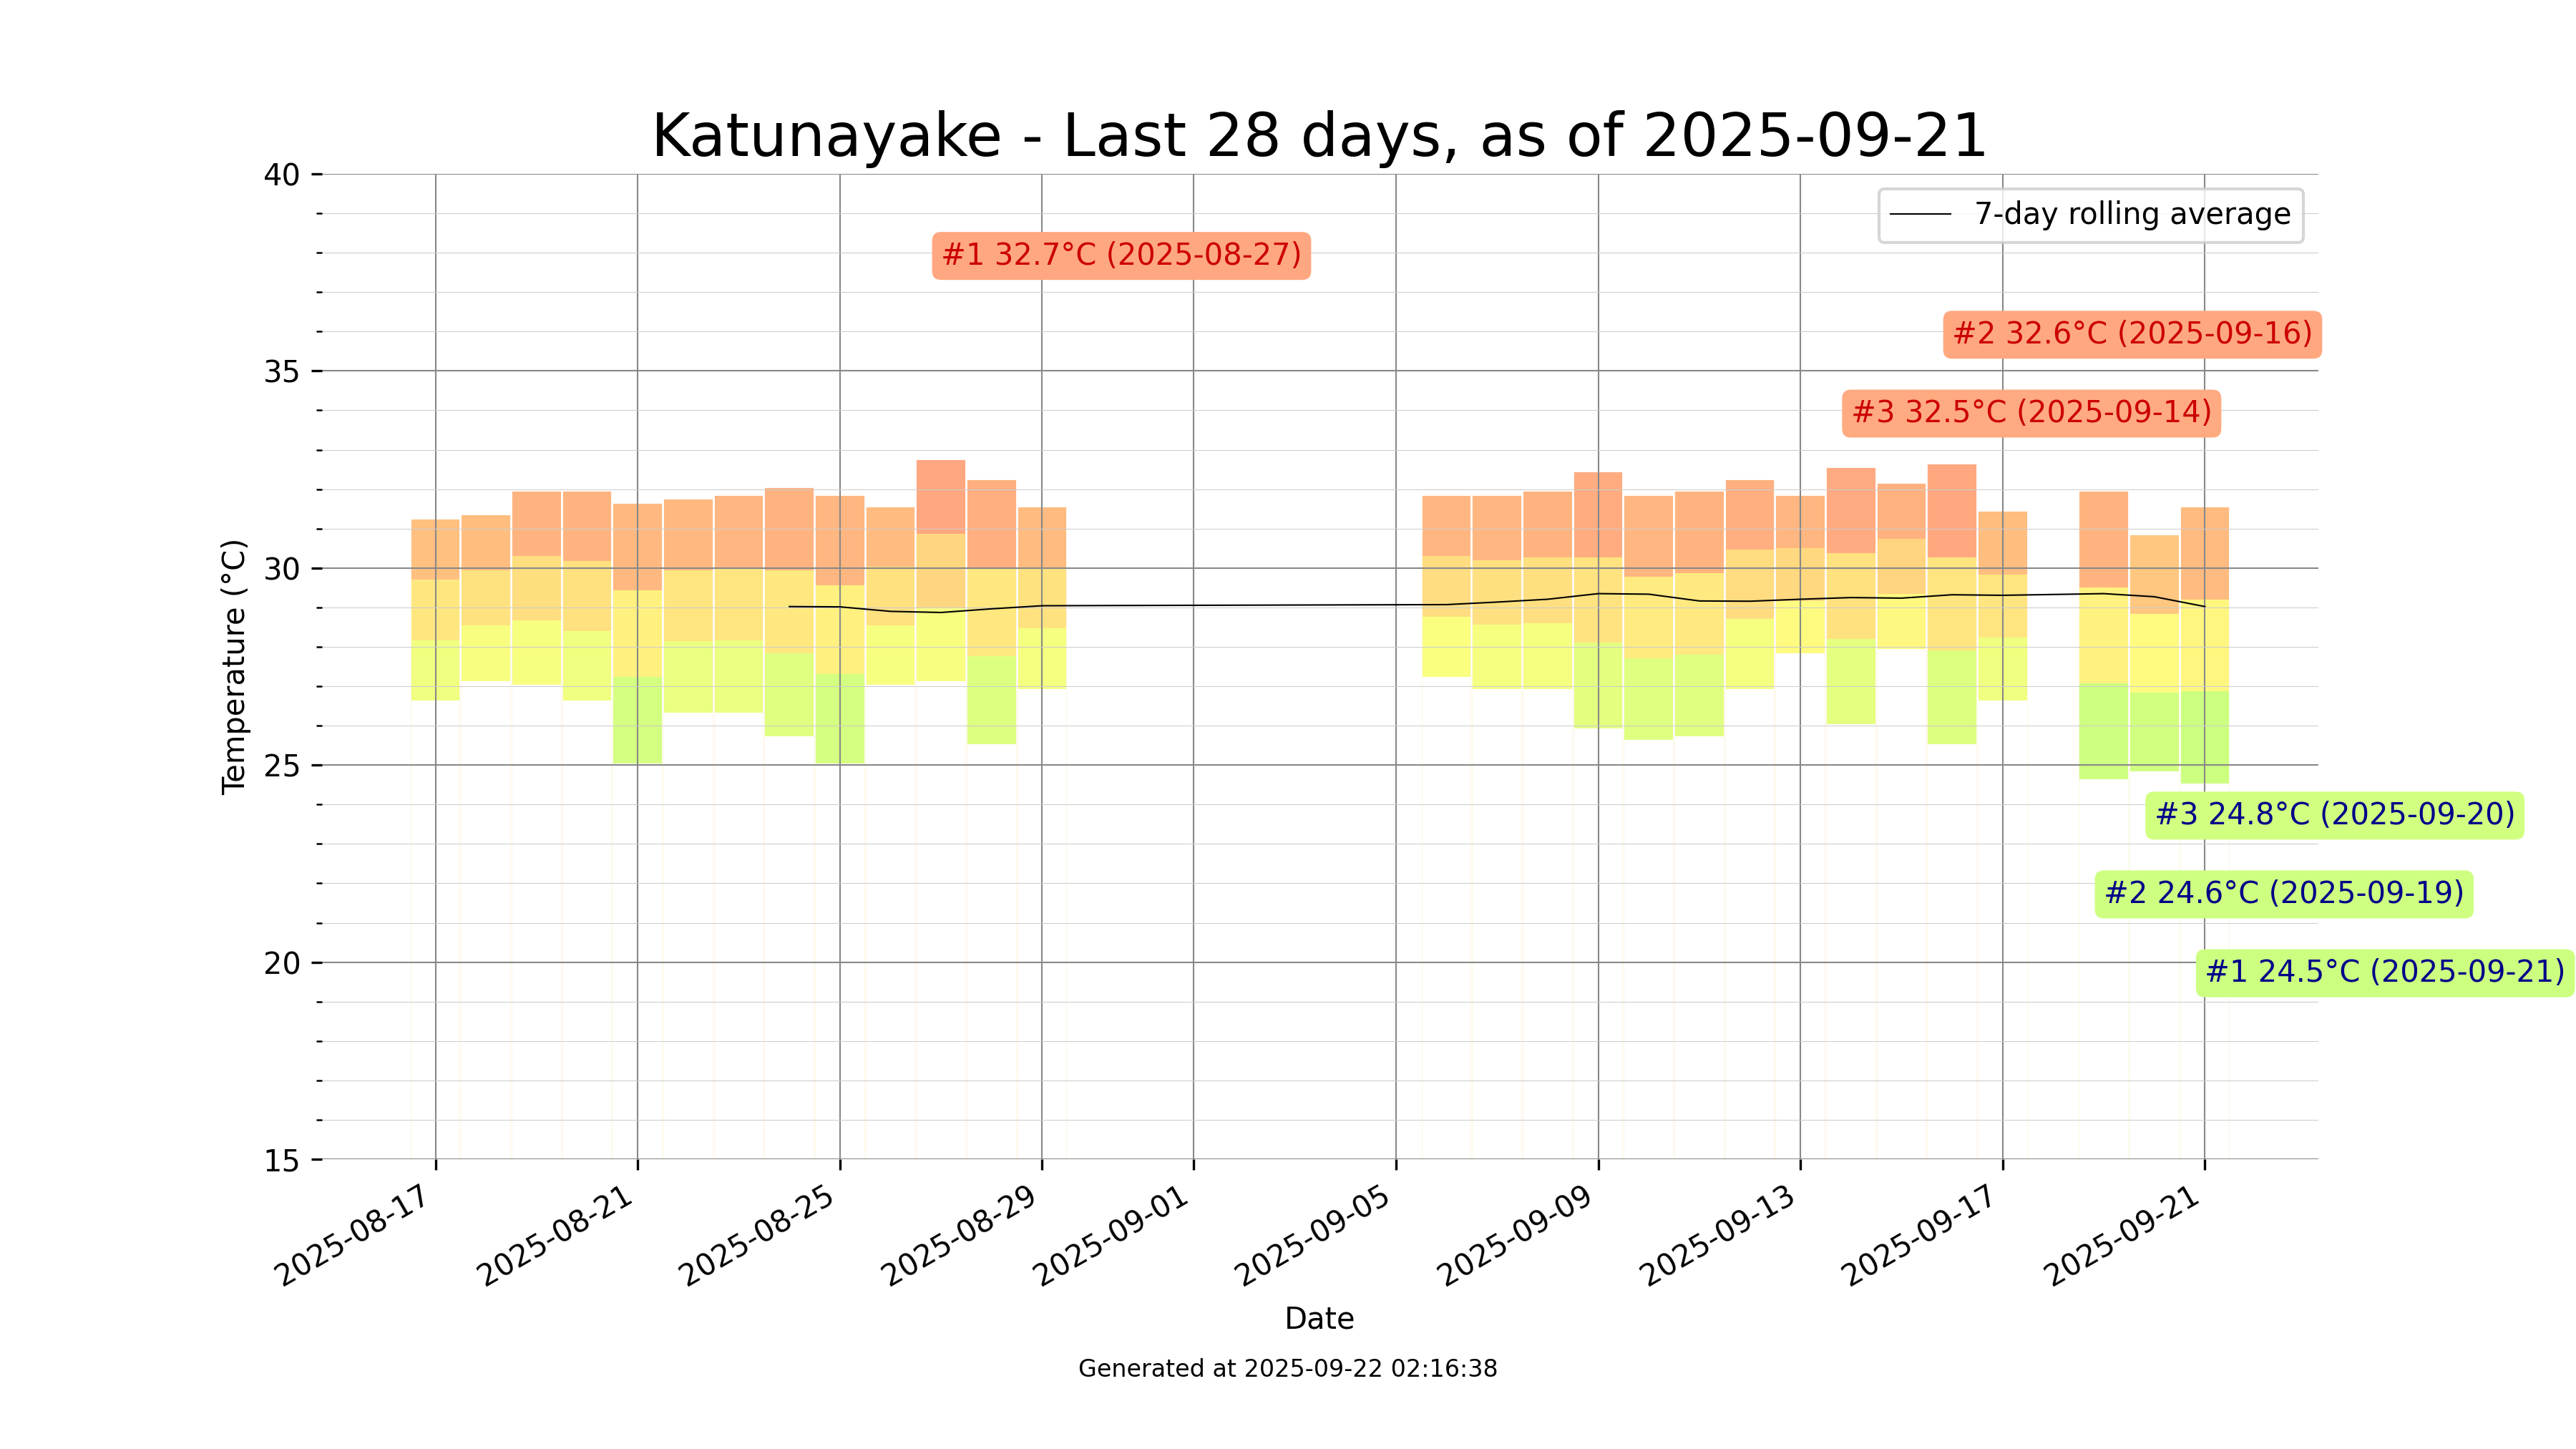 Katunayake - Last 28 days, as of 2025-09-21
40
7-day rolling average
#1 32.7°C (2025-08-27)
#2 32.6°C (2025-09-16)
35
#3 32.5°C (2025-09-14)
30
Temperature (°C)
25
#3 24.8°C (2025-09-20)
#2 24.6°C (2025-09-19)
20
#1 24.5°C (2025-09-21)
15
2025-08-17
2025-08-21
2025-08-25
2025-08-29
2025-09-01
2025-09-05
2025-09-09
2025-09-13
2025-09-17
2025-09-21
Date
Generated at 2025-09-22 02:16:38